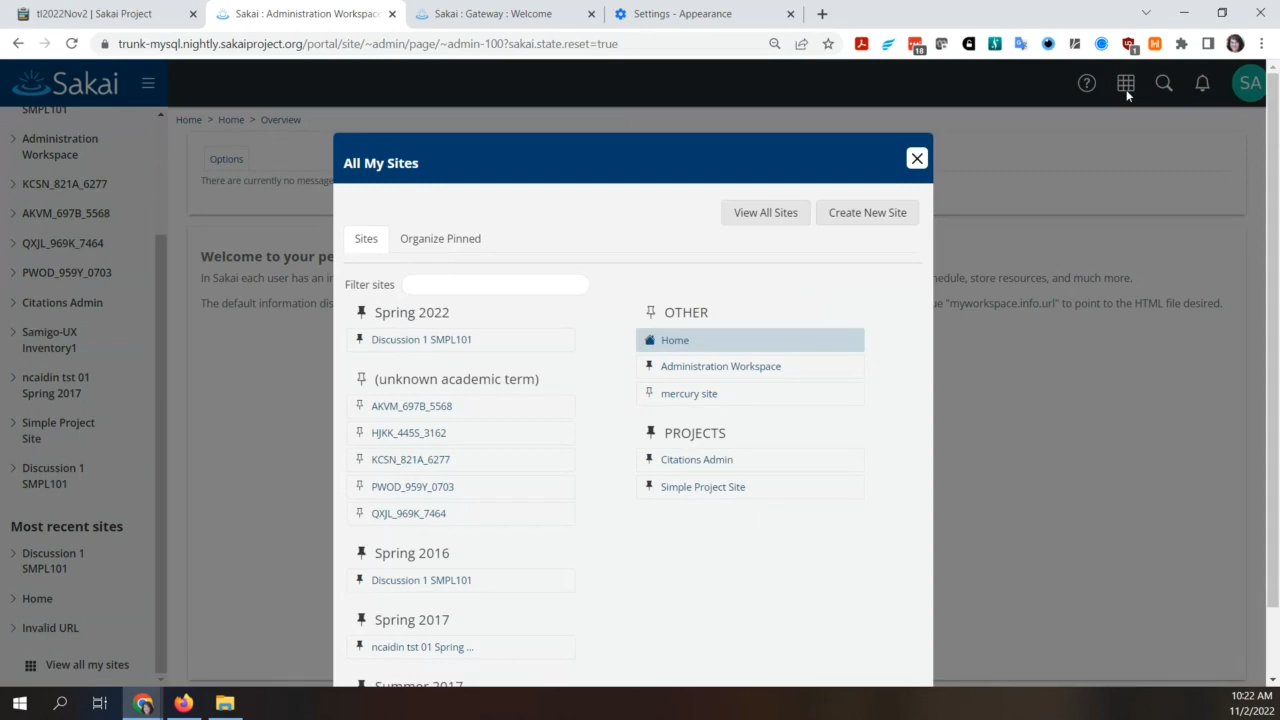 tl2022Nov2 | Sakai Project
Sakai : Administration Workspace
Sakai : Gateway : Welcome
Settings - Appearance
trunk-mysql.nightly.sakaiproject.org/portal/site/~admin/page/~admin-100?sakai.state.reset=true
18
1
Sakai
SA
SMPL101
Administration
Workspace
KCSN_821A_6277
AKVM_697B_5568
QXJL_969K_7464
PWOD_959Y_0703
Citations Admin
Samigo-UX
Inventory1
ncaidin tst 01
Spring 2017
Simple Project
Site
Discussion 1
SMPL101
Most recent sites
Discussion 1
SMPL101
Home
Invalid URL
View all my sites
Home > Home > Overview
Options
There are currently no message
Welcome to your pe
In Sakai each user has an in
hedule, store resources, and much more.
The default information dis
ue "myworkspace.info.url" to point to the HTML file desired.
All My Sites
View All Sites
Create New Site
Sites
Organize Pinned
Filter sites
Spring 2022
Discussion 1 SMPL101
(unknown academic term)
AKVM_697B_5568
HJKK_445S_3162
KCSN_821A_6277
PWOD_959Y_0703
QXJL_969K_7464
Spring 2016
Discussion 1 SMPL101
Spring 2017
ncaidin tst 01 Spring ...
Summer 2017
OTHER
Home
Administration Workspace
mercury site
PROJECTS
Citations Admin
Simple Project Site
10:22 AM
11/2/2022